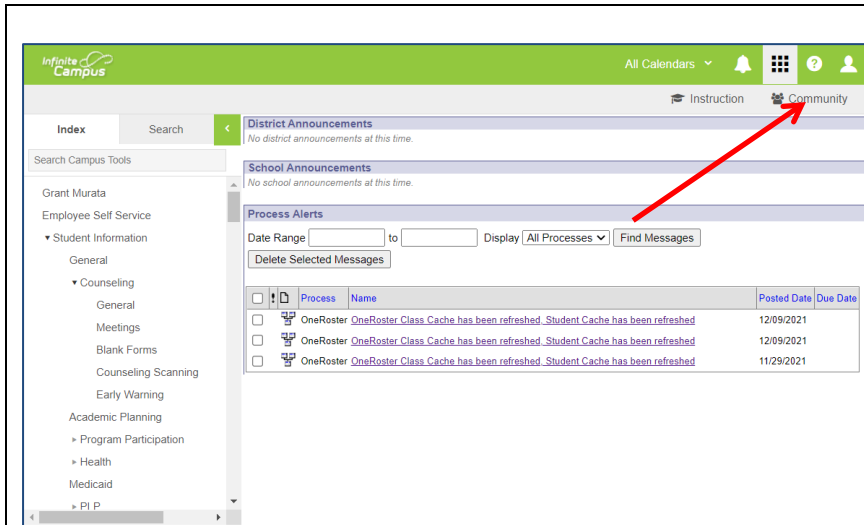 Infinite
Campus
All Calendars
Instruction
Community
Index
Search
Search Campus Tools
Grant Murata
Employee Self Service
Student Information
General
Counseling
General
Meetings
Blank Forms
Counseling Scanning
Early Warning
Academic Planning
Program Participation
Health
Medicaid
PLP
District Announcements
No district announcements at this time.
School Announcements
No school announcements at this time.
Process Alerts
Date Range to Display All Processes Find Messages
Delete Selected Messages
! Process Name Posted Date Due Date
OneRoster OneRoster Class Cache has been refreshed, Student Cache has been refreshed 12/09/2021
OneRoster OneRoster Class Cache has been refreshed, Student Cache has been refreshed 12/09/2021
OneRoster OneRoster Class Cache has been refreshed, Student Cache has been refreshed 11/29/2021